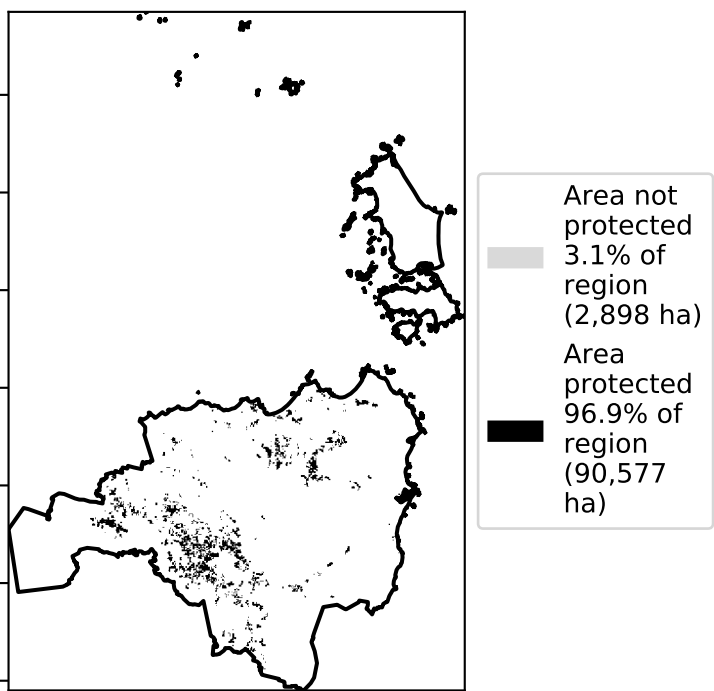 Area not
protected
3.1% of
region
(2,898 ha)
Area
protected
96.9% of
region
(90,577
ha)